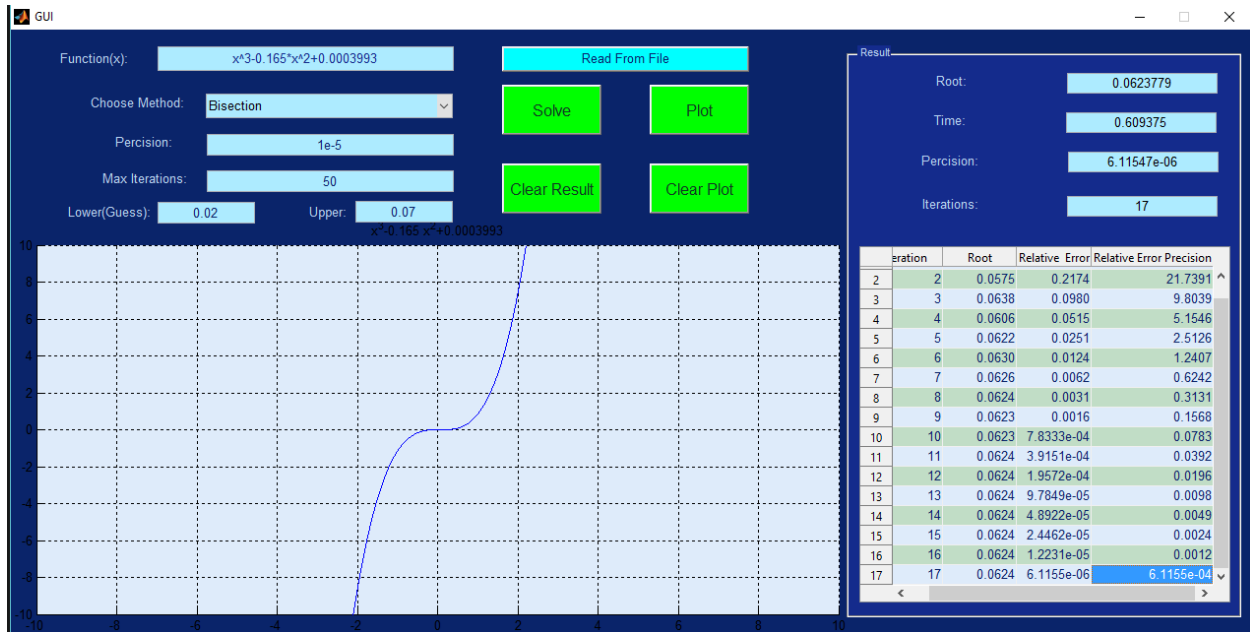 GUI
Function(x): x^3-0.165*x^2+0.0003993 Read From File
Choose Method: Bisection
Percision: 1e-5
Max Iterations: 50
Lower(Guess): 0.02 Upper: 0.07
Solve Plot
Clear Result Clear Plot
x³-0.165 x²+0.0003993
10
8
6
4
2
0
-2
-4
-6
-8
-10
-10 -8 -6 -4 -2 0 2 4 6 8 10
Result
Root: 0.0623779
Time: 0.609375
Percision: 6.11547e-06
Iterations: 17
eration Root Relative Error Relative Error Precision
2 2 0.0575 0.2174 21.7391
3 3 0.0638 0.0980 9.8039
4 4 0.0606 0.0515 5.1546
5 5 0.0622 0.0251 2.5126
6 6 0.0630 0.0124 1.2407
7 7 0.0626 0.0062 0.6242
8 8 0.0624 0.0031 0.3131
9 9 0.0623 0.0016 0.1568
10 10 0.0623 7.8333e-04 0.0783
11 11 0.0624 3.9151e-04 0.0392
12 12 0.0624 1.9572e-04 0.0196
13 13 0.0624 9.7849e-05 0.0098
14 14 0.0624 4.8922e-05 0.0049
15 15 0.0624 2.4462e-05 0.0024
16 16 0.0624 1.2231e-05 0.0012
17 17 0.0624 6.1155e-06 6.1155e-04